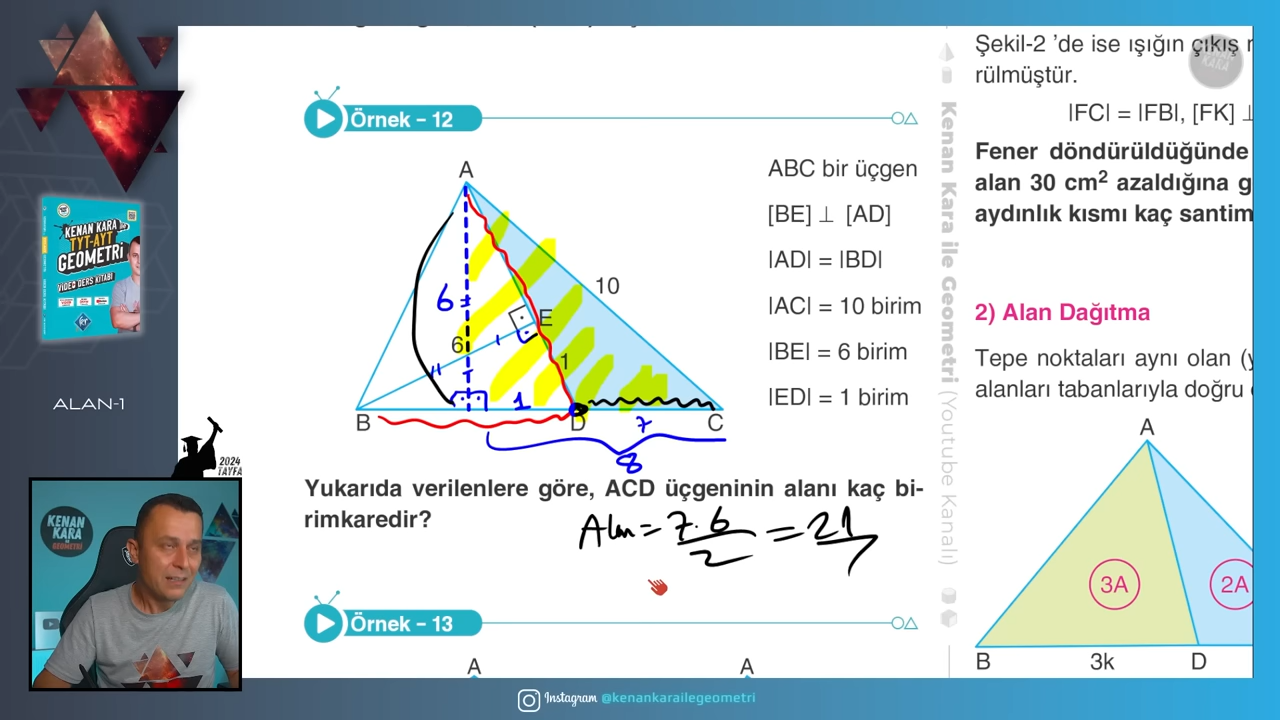 Şekil-2 ’de ise ışığın çıkış
rülmüştür.
|FC| = |FB|, [FK] ⊥
Fener döndürüldüğünde
alan 30 cm² azaldığına g
aydınlık kısmı kaç santim
2) Alan Dağıtma
Tepe noktaları aynı olan (y
alanları tabanlarıyla doğru
A
3A
2A
B
3k
D
Örnek – 12
ABC bir üçgen
[BE] ⊥ [AD]
|AD| = |BD|
|AC| = 10 birim
|BE| = 6 birim
|ED| = 1 birim
A
10
6
E
6
1
1
B
D
7
C
8
Yukarıda verilenlere göre, ACD üçgeninin alanı kaç bi-
rimkaredir?
Alan = 7.6 / 2 = 21
Örnek – 13
A
A
Kenan Kara ile Geometri (Youtube Kanalı)
KENAN KARA ile
TYT-AYT
GEOMETRİ
VİDEO DERS KİTABI
ALAN-1
2024
TAYFA
KENAN
KARA
ile
GEOMETRİ
Instagram @kenankarailegeometri